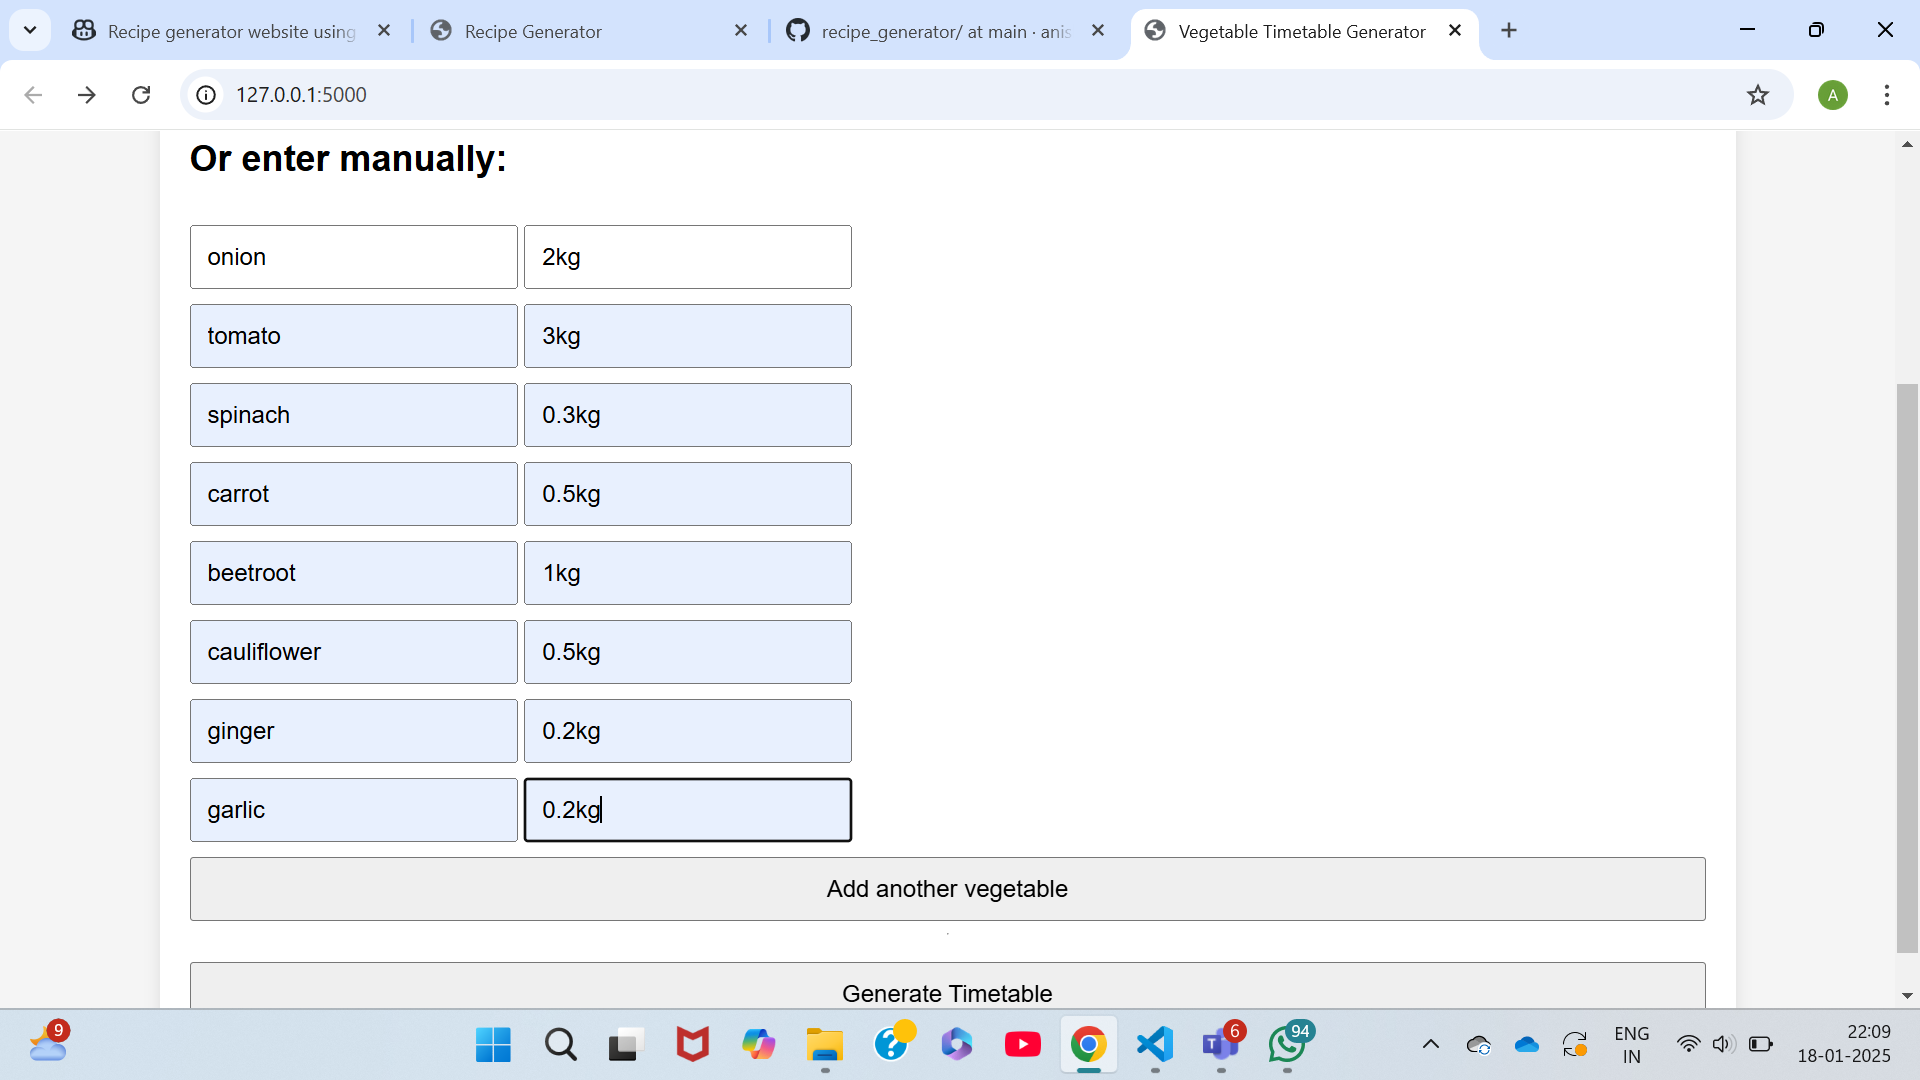 Recipe generator website using
Recipe Generator
recipe_generator/ at main · anis
Vegetable Timetable Generator
127.0.0.1:5000
A
Or enter manually:
onion 2kg
tomato 3kg
spinach 0.3kg
carrot 0.5kg
beetroot 1kg
cauliflower 0.5kg
ginger 0.2kg
garlic 0.2kg
Add another vegetable
Generate Timetable
9
6
94
ENG
IN
22:09
18-01-2025